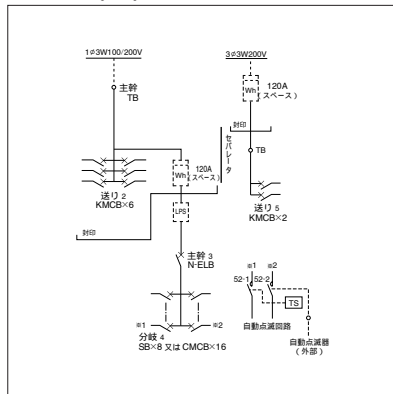 1φ3W100/200V
3φ3W200V
主幹
TB
Wh
120A
(スペース)
封印
セパレータ
TB
Wh
120A
(スペース)
送り 2
KMCB×6
送り 5
KMCB×2
LPS
封印
主幹 3
N-ELB
※1 ※2
52-1 52-2
TS
※1
※2
自動点滅回路
自動点滅器
(外部)
分岐 4
SB×8 又は CMCB×16